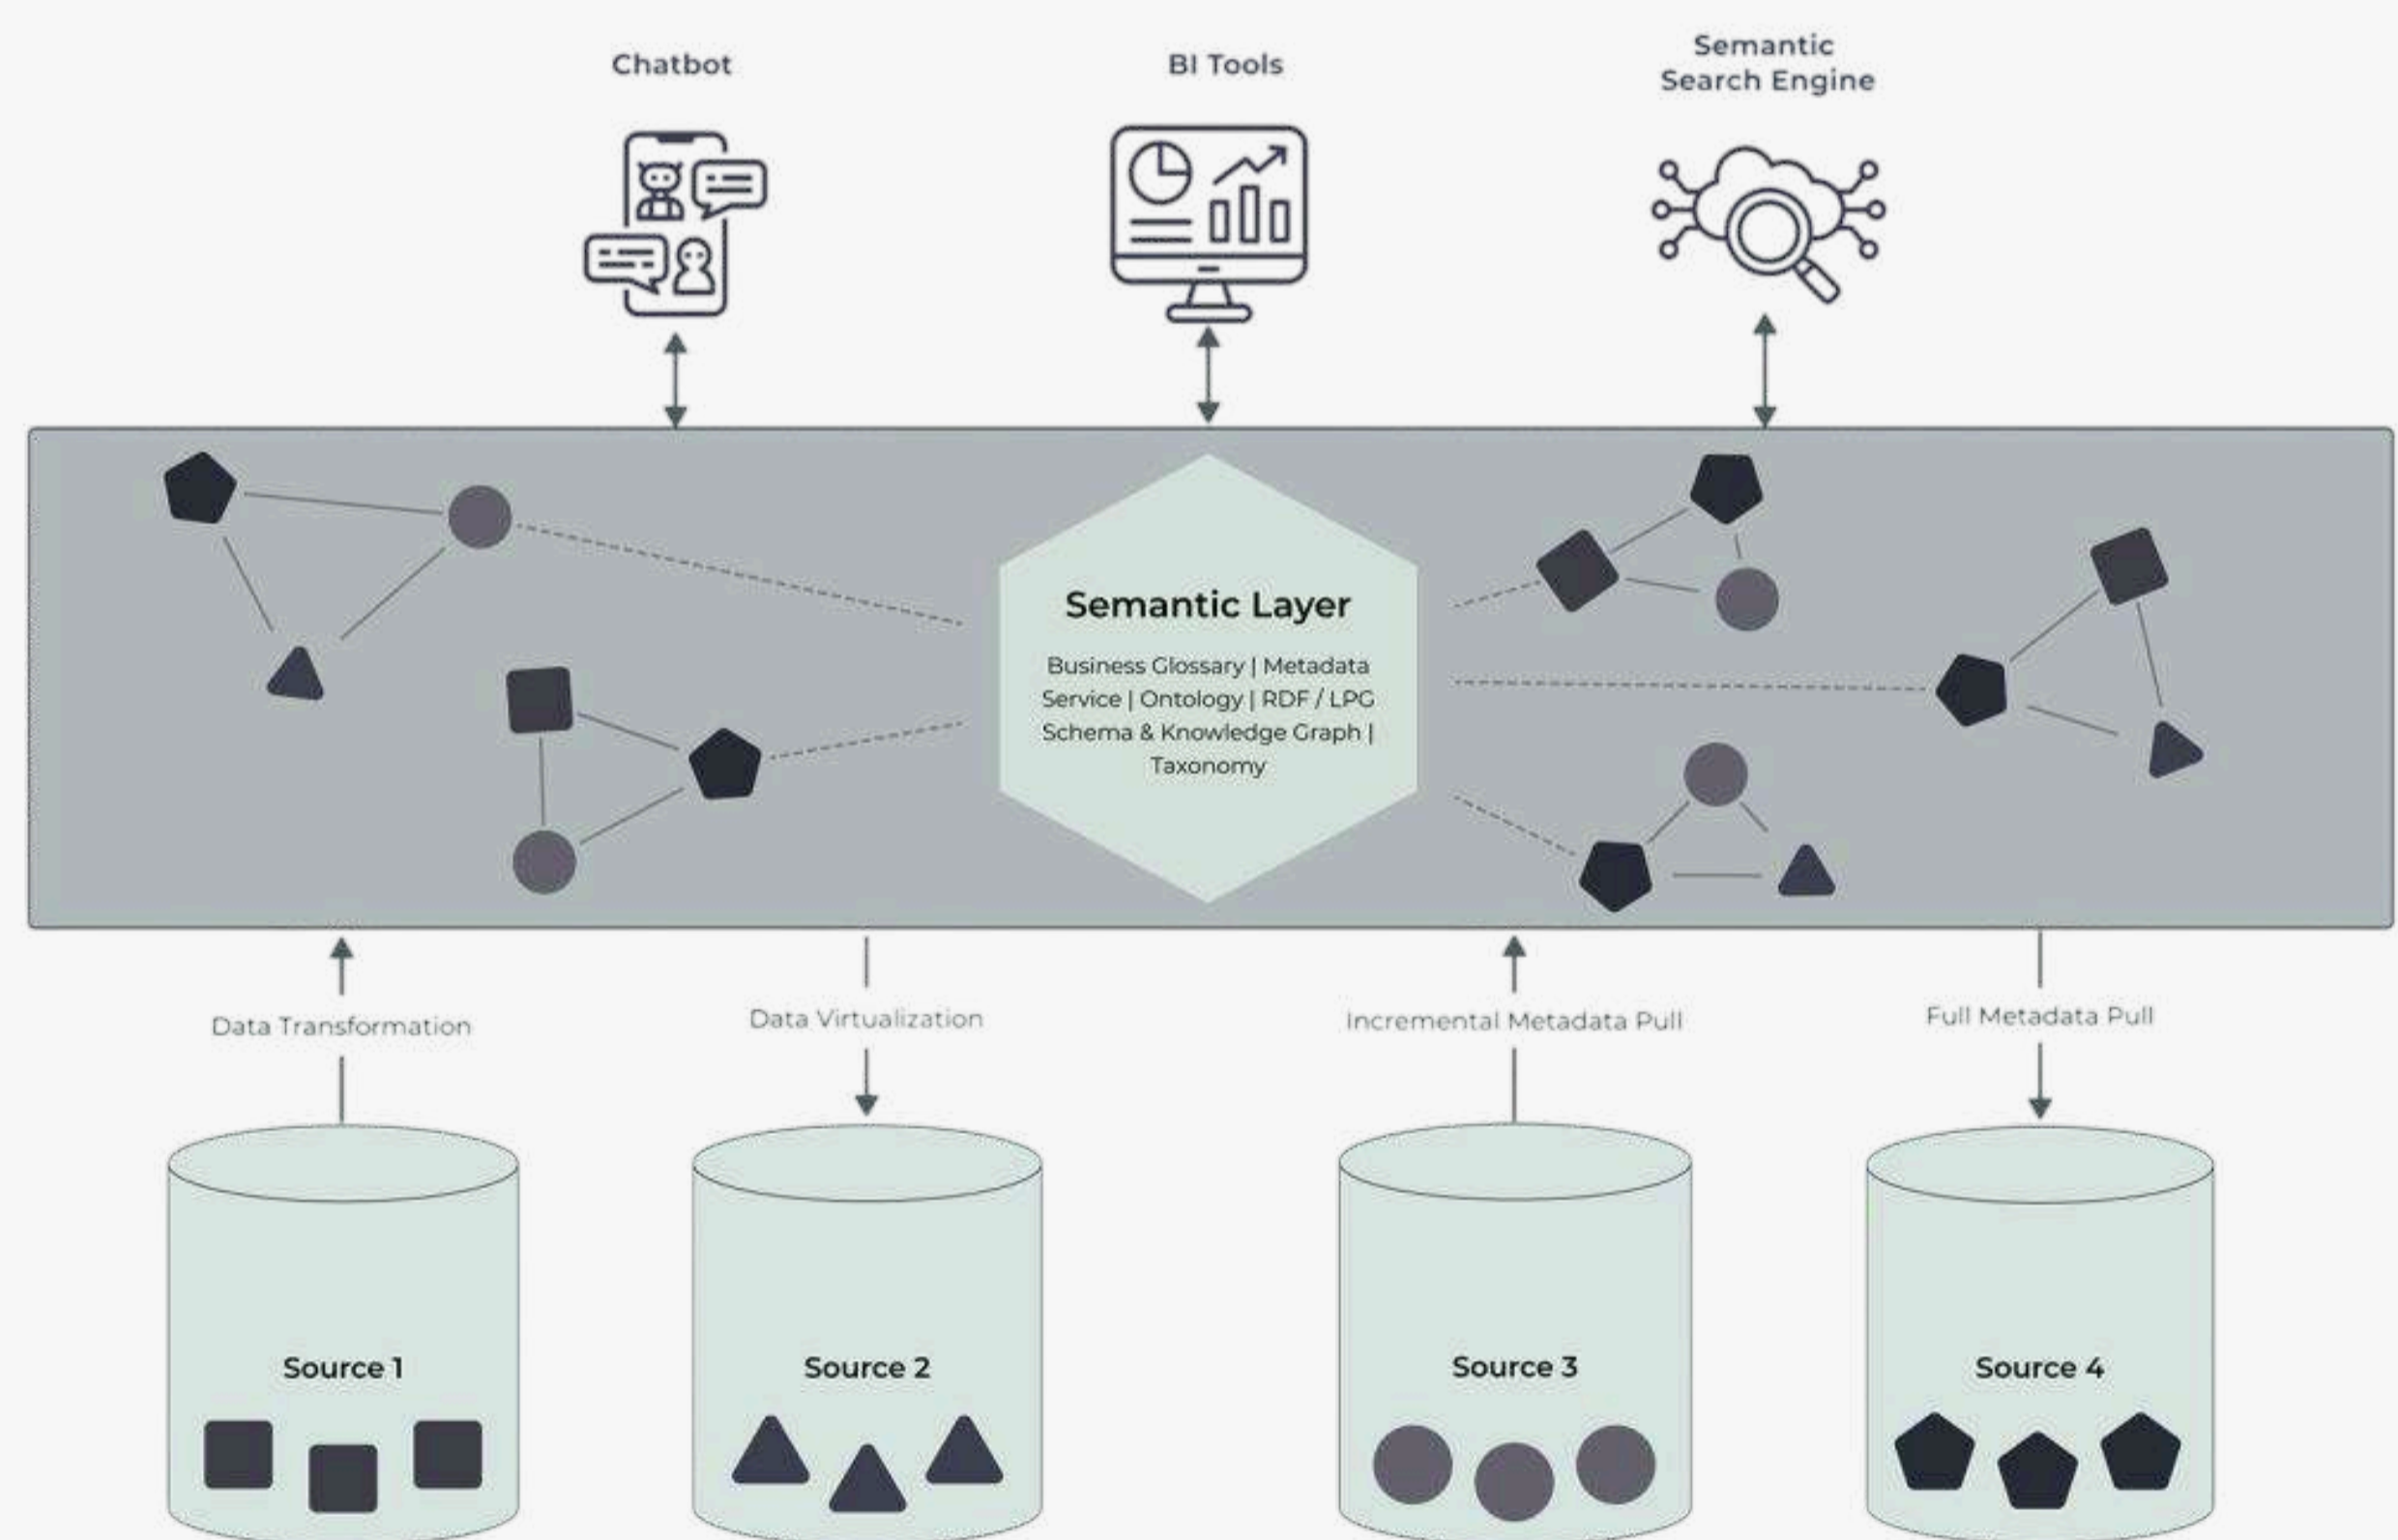 Chatbot
BI Tools
Semantic
Search Engine
Semantic Layer
Business Glossary | Metadata
Service | Ontology | RDF / LPG
Schema & Knowledge Graph |
Taxonomy
Data Transformation
Data Virtualization
Incremental Metadata Pull
Full Metadata Pull
Source 1
Source 2
Source 3
Source 4